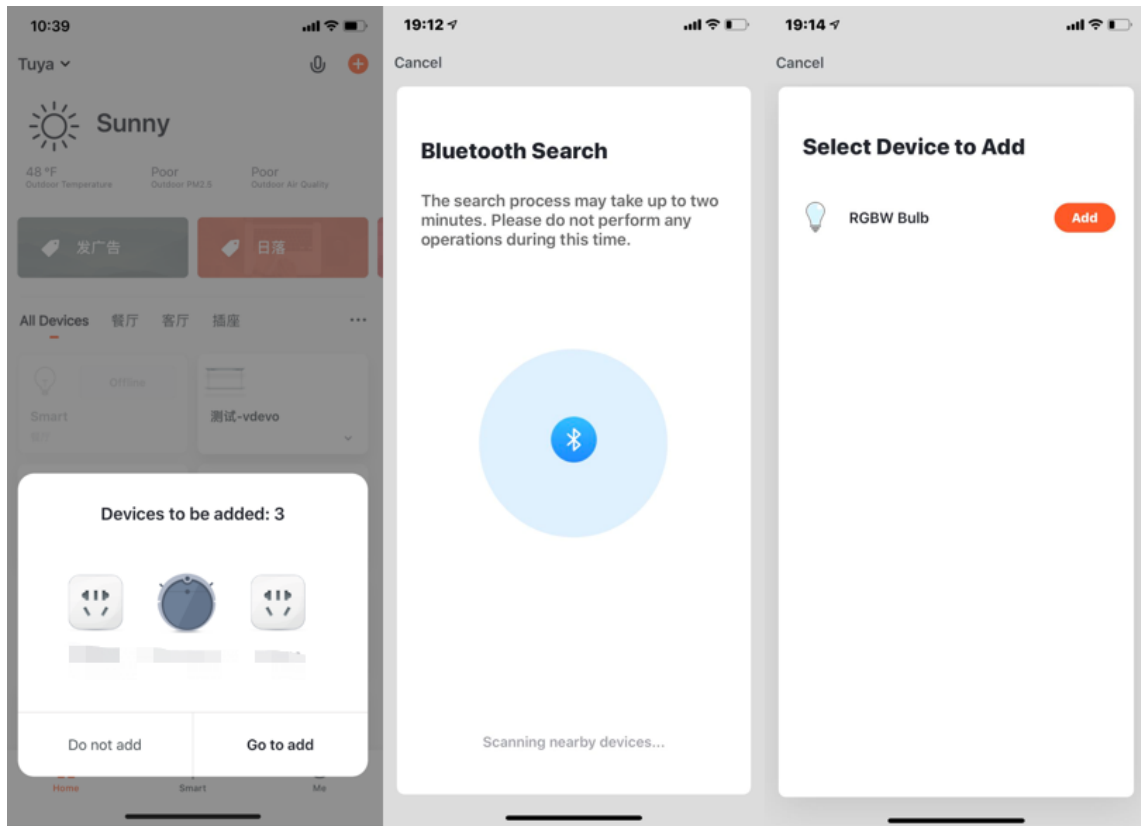 10:39
Tuya
Sunny
48 °F
Poor
Poor
Outdoor Temperature
Outdoor PM2.5
Outdoor Air Quality
发广告
日落
All Devices
餐厅
客厅
插座
Offline
Smart
餐厅
测试-vdevo
Devices to be added: 3
Do not add
Go to add
Home
Smart
Me
19:12
Cancel
Bluetooth Search
The search process may take up to two
minutes. Please do not perform any
operations during this time.
Scanning nearby devices...
19:14
Cancel
Select Device to Add
RGBW Bulb
Add